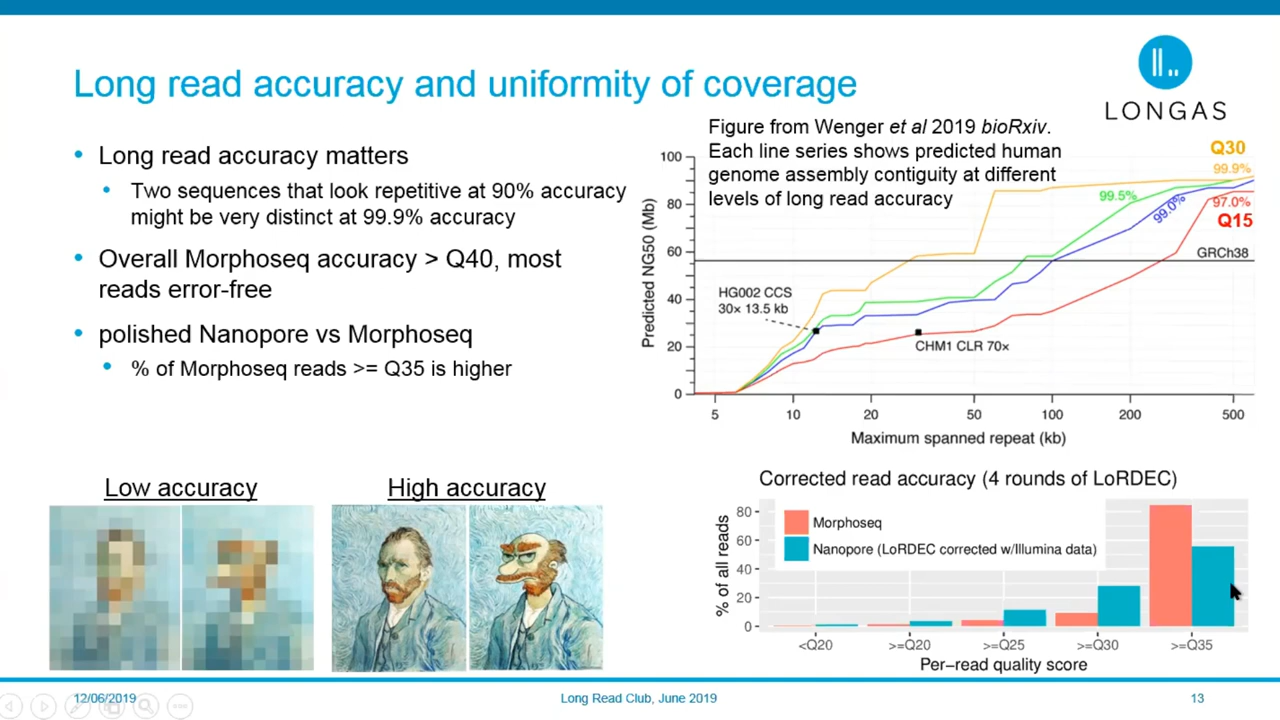 Long read accuracy and uniformity of coverage
LONGAS
• Long read accuracy matters
• Two sequences that look repetitive at 90% accuracy
might be very distinct at 99.9% accuracy
• Overall Morphoseq accuracy > Q40, most
reads error-free
• polished Nanopore vs Morphoseq
• % of Morphoseq reads >= Q35 is higher
Figure from Wenger et al 2019 bioRxiv.
Each line series shows predicted human
genome assembly contiguity at different
levels of long read accuracy
Q30
99.9%
99.5%
99.0%
97.0%
Q15
GRCh38
HG002 CCS
30× 13.5 kb
CHM1 CLR 70×
Predicted NG50 (Mb)
100
80
60
40
20
0
5 10 20 50 100 200 500
Maximum spanned repeat (kb)
Low accuracy
High accuracy
Corrected read accuracy (4 rounds of LoRDEC)
Morphoseq
Nanopore (LoRDEC corrected w/Illumina data)
% of all reads
80
60
40
20
0
<Q20 >=Q20 >=Q25 >=Q30 >=Q35
Per-read quality score
12/06/2019
Long Read Club, June 2019
13